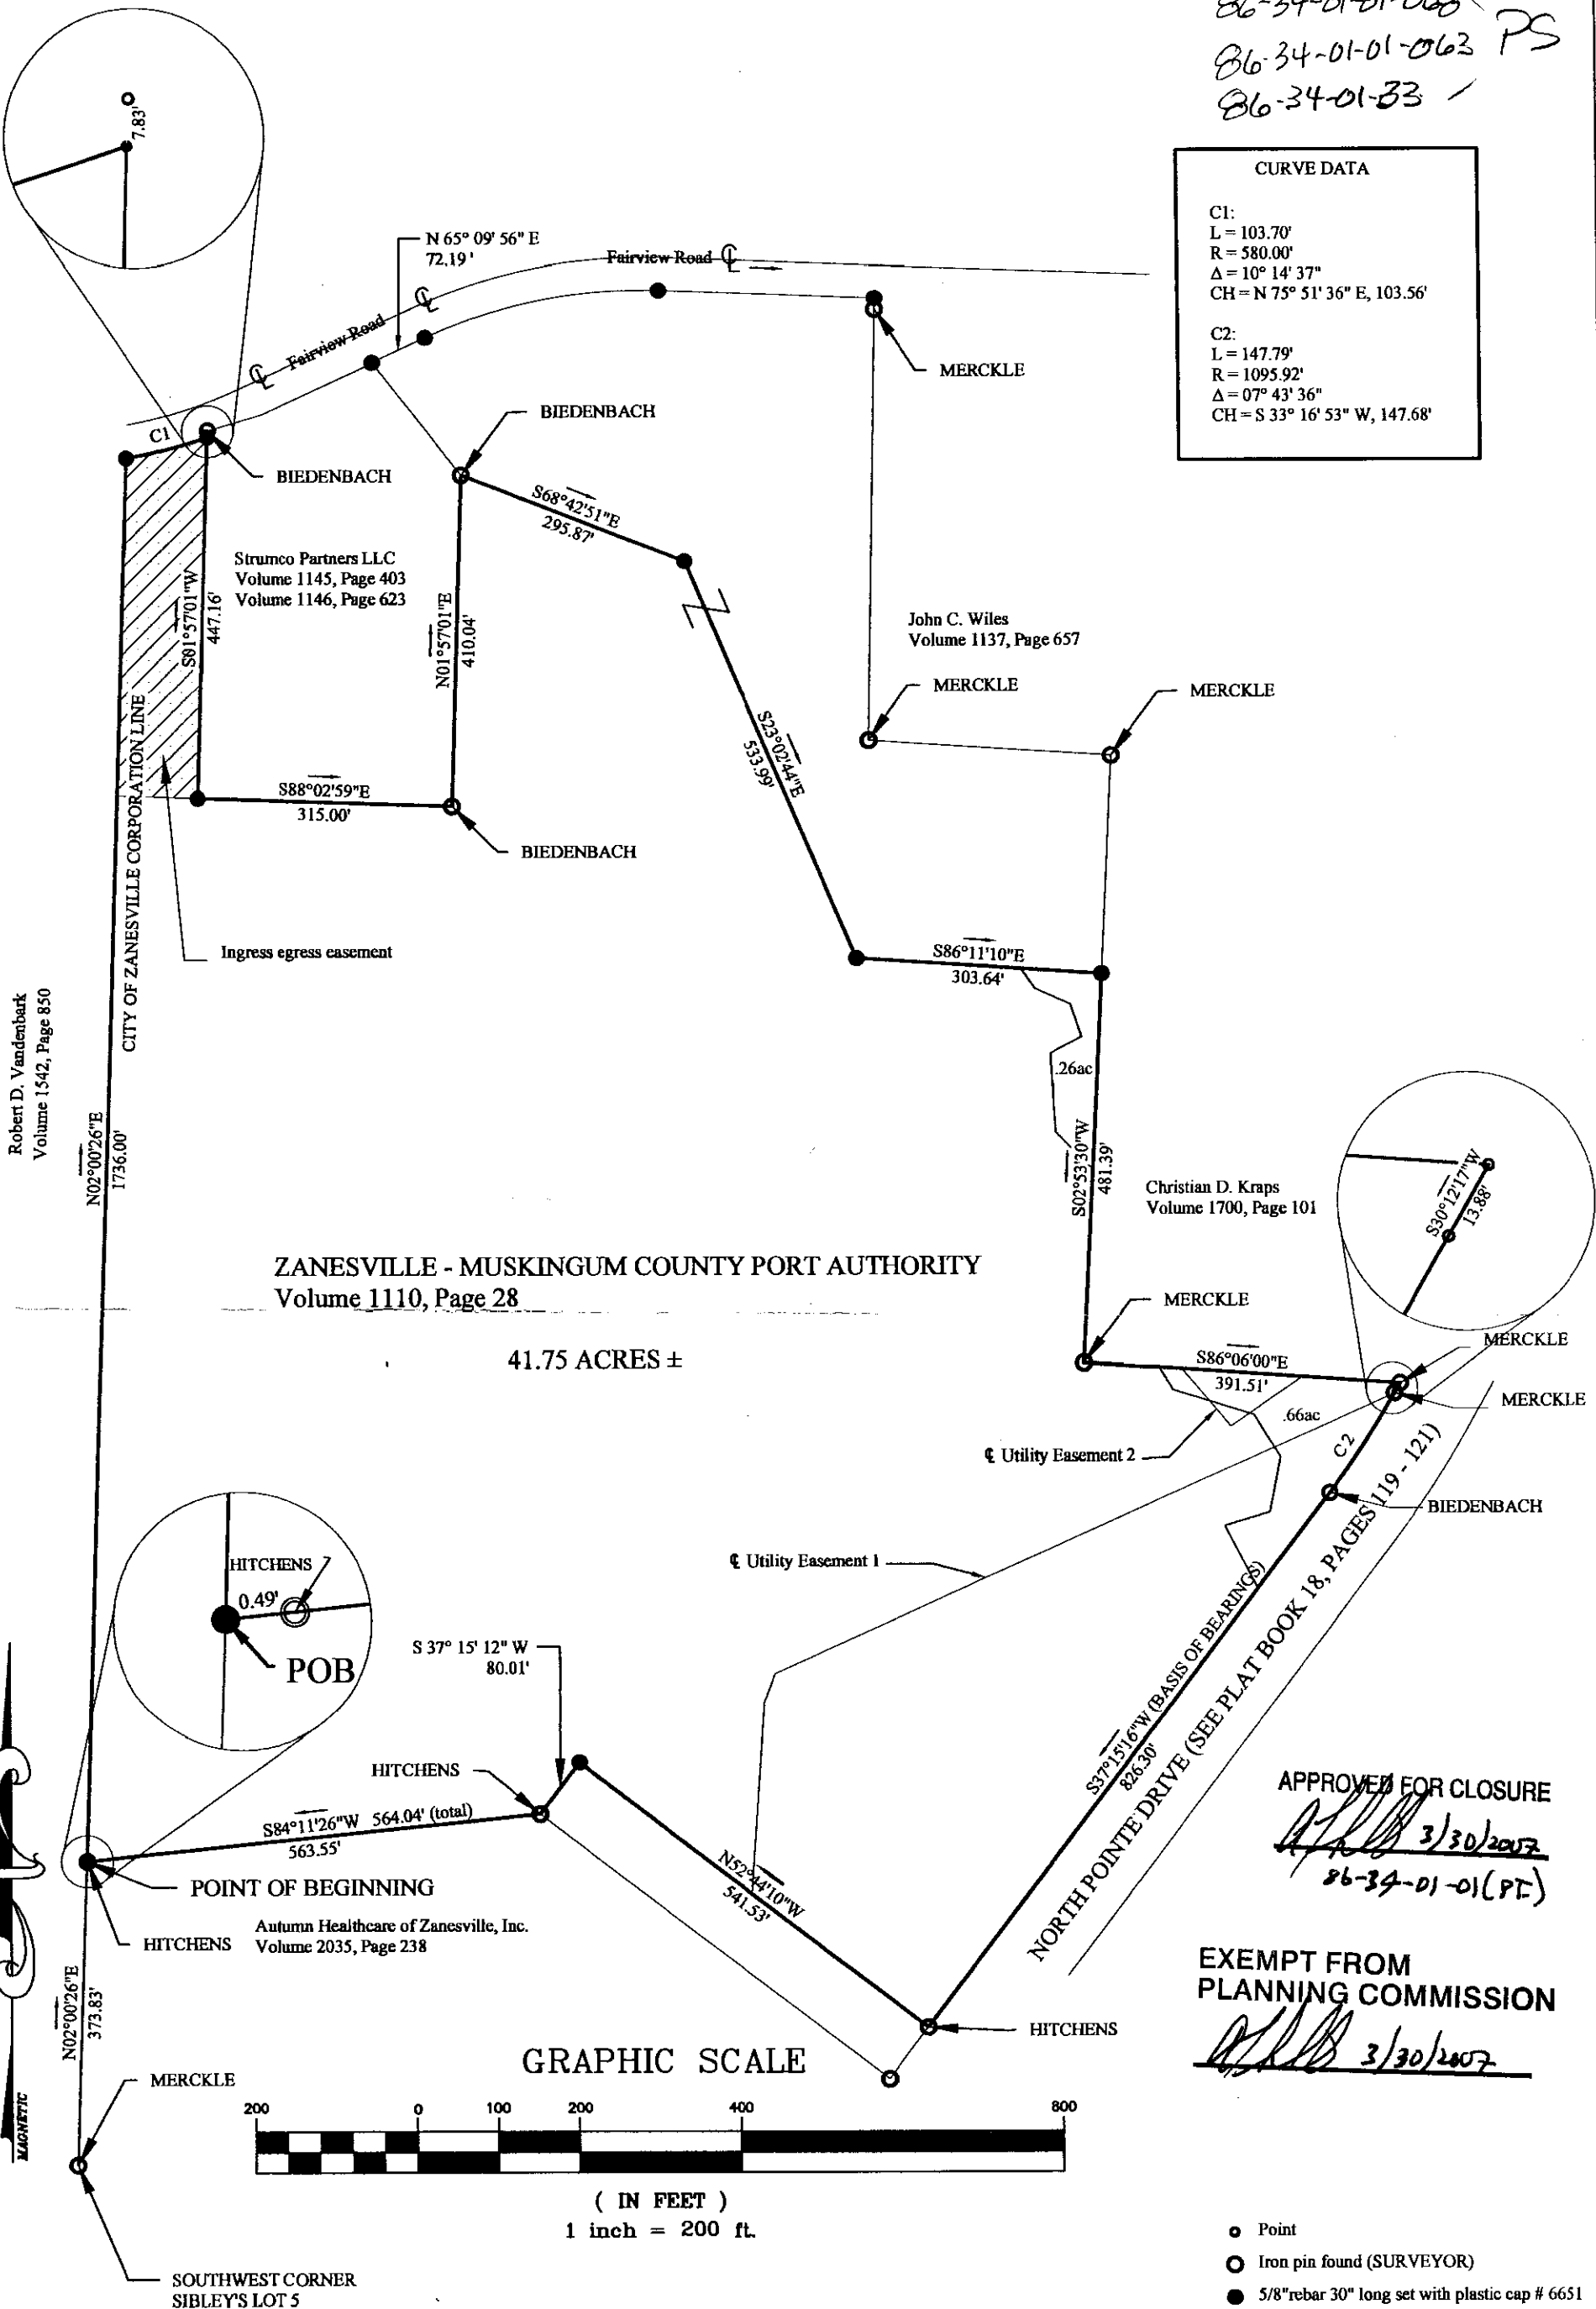 86-34-01-01-060
86-34-01-01-063 PS
86-34-01-33
CURVE DATA
C1:
L = 103.70'
R = 580.00'
Δ = 10° 14' 37"
CH = N 75° 51' 36" E, 103.56'
C2:
L = 147.79'
R = 1095.92'
Δ = 07° 43' 36"
CH = S 33° 16' 53" W, 147.68'
7.83'
N 65° 09' 56" E
72.19'
Fairview Road ℄
℄
℄ Fairview Road
MERCKLE
BIEDENBACH
C1
BIEDENBACH
S68°42'51"E
295.87'
Strumco Partners LLC
Volume 1145, Page 403
Volume 1146, Page 623
S01°57'01"W
447.16'
N01°57'01"E
410.04'
John C. Wiles
Volume 1137, Page 657
MERCKLE
MERCKLE
S23°02'44"E
533.99'
S88°02'59"E
315.00'
BIEDENBACH
CITY OF ZANESVILLE CORPORATION LINE
Ingress egress easement
S86°11'10"E
303.64'
Robert D. Vandenbark
Volume 1542, Page 850
.26ac
N02°00'26"E
1736.00'
S02°53'30"W
481.39'
Christian D. Kraps
Volume 1700, Page 101
S30°12'17"W
13.88'
ZANESVILLE - MUSKINGUM COUNTY PORT AUTHORITY
Volume 1110, Page 28
MERCKLE
41.75 ACRES ±
S86°06'00"E
391.51'
MERCKLE
MERCKLE
.66ac
℄ Utility Easement 2
C2
BIEDENBACH
℄ Utility Easement 1
HITCHENS
0.49'
POB
S37°15'16"W (BASIS OF BEARINGS)
826.30'
NORTH POINTE DRIVE (SEE PLAT BOOK 18, PAGES 119 - 121)
S 37° 15' 12" W
80.01'
HITCHENS
S84°11'26"W 564.04' (total)
563.55'
POINT OF BEGINNING
HITCHENS
Autumn Healthcare of Zanesville, Inc.
Volume 2035, Page 238
N52°44'10"W
541.53'
APPROVED FOR CLOSURE
3/30/2007
86-34-01-01(PT)
EXEMPT FROM
PLANNING COMMISSION
3/30/2007
HITCHENS
N02°00'26"E
373.83'
MAGNETIC
MERCKLE
GRAPHIC SCALE
200 0 100 200 400 800
( IN FEET )
1 inch = 200 ft.
SOUTHWEST CORNER
SIBLEY'S LOT 5
Point
Iron pin found (SURVEYOR)
5/8"rebar 30" long set with plastic cap # 6651